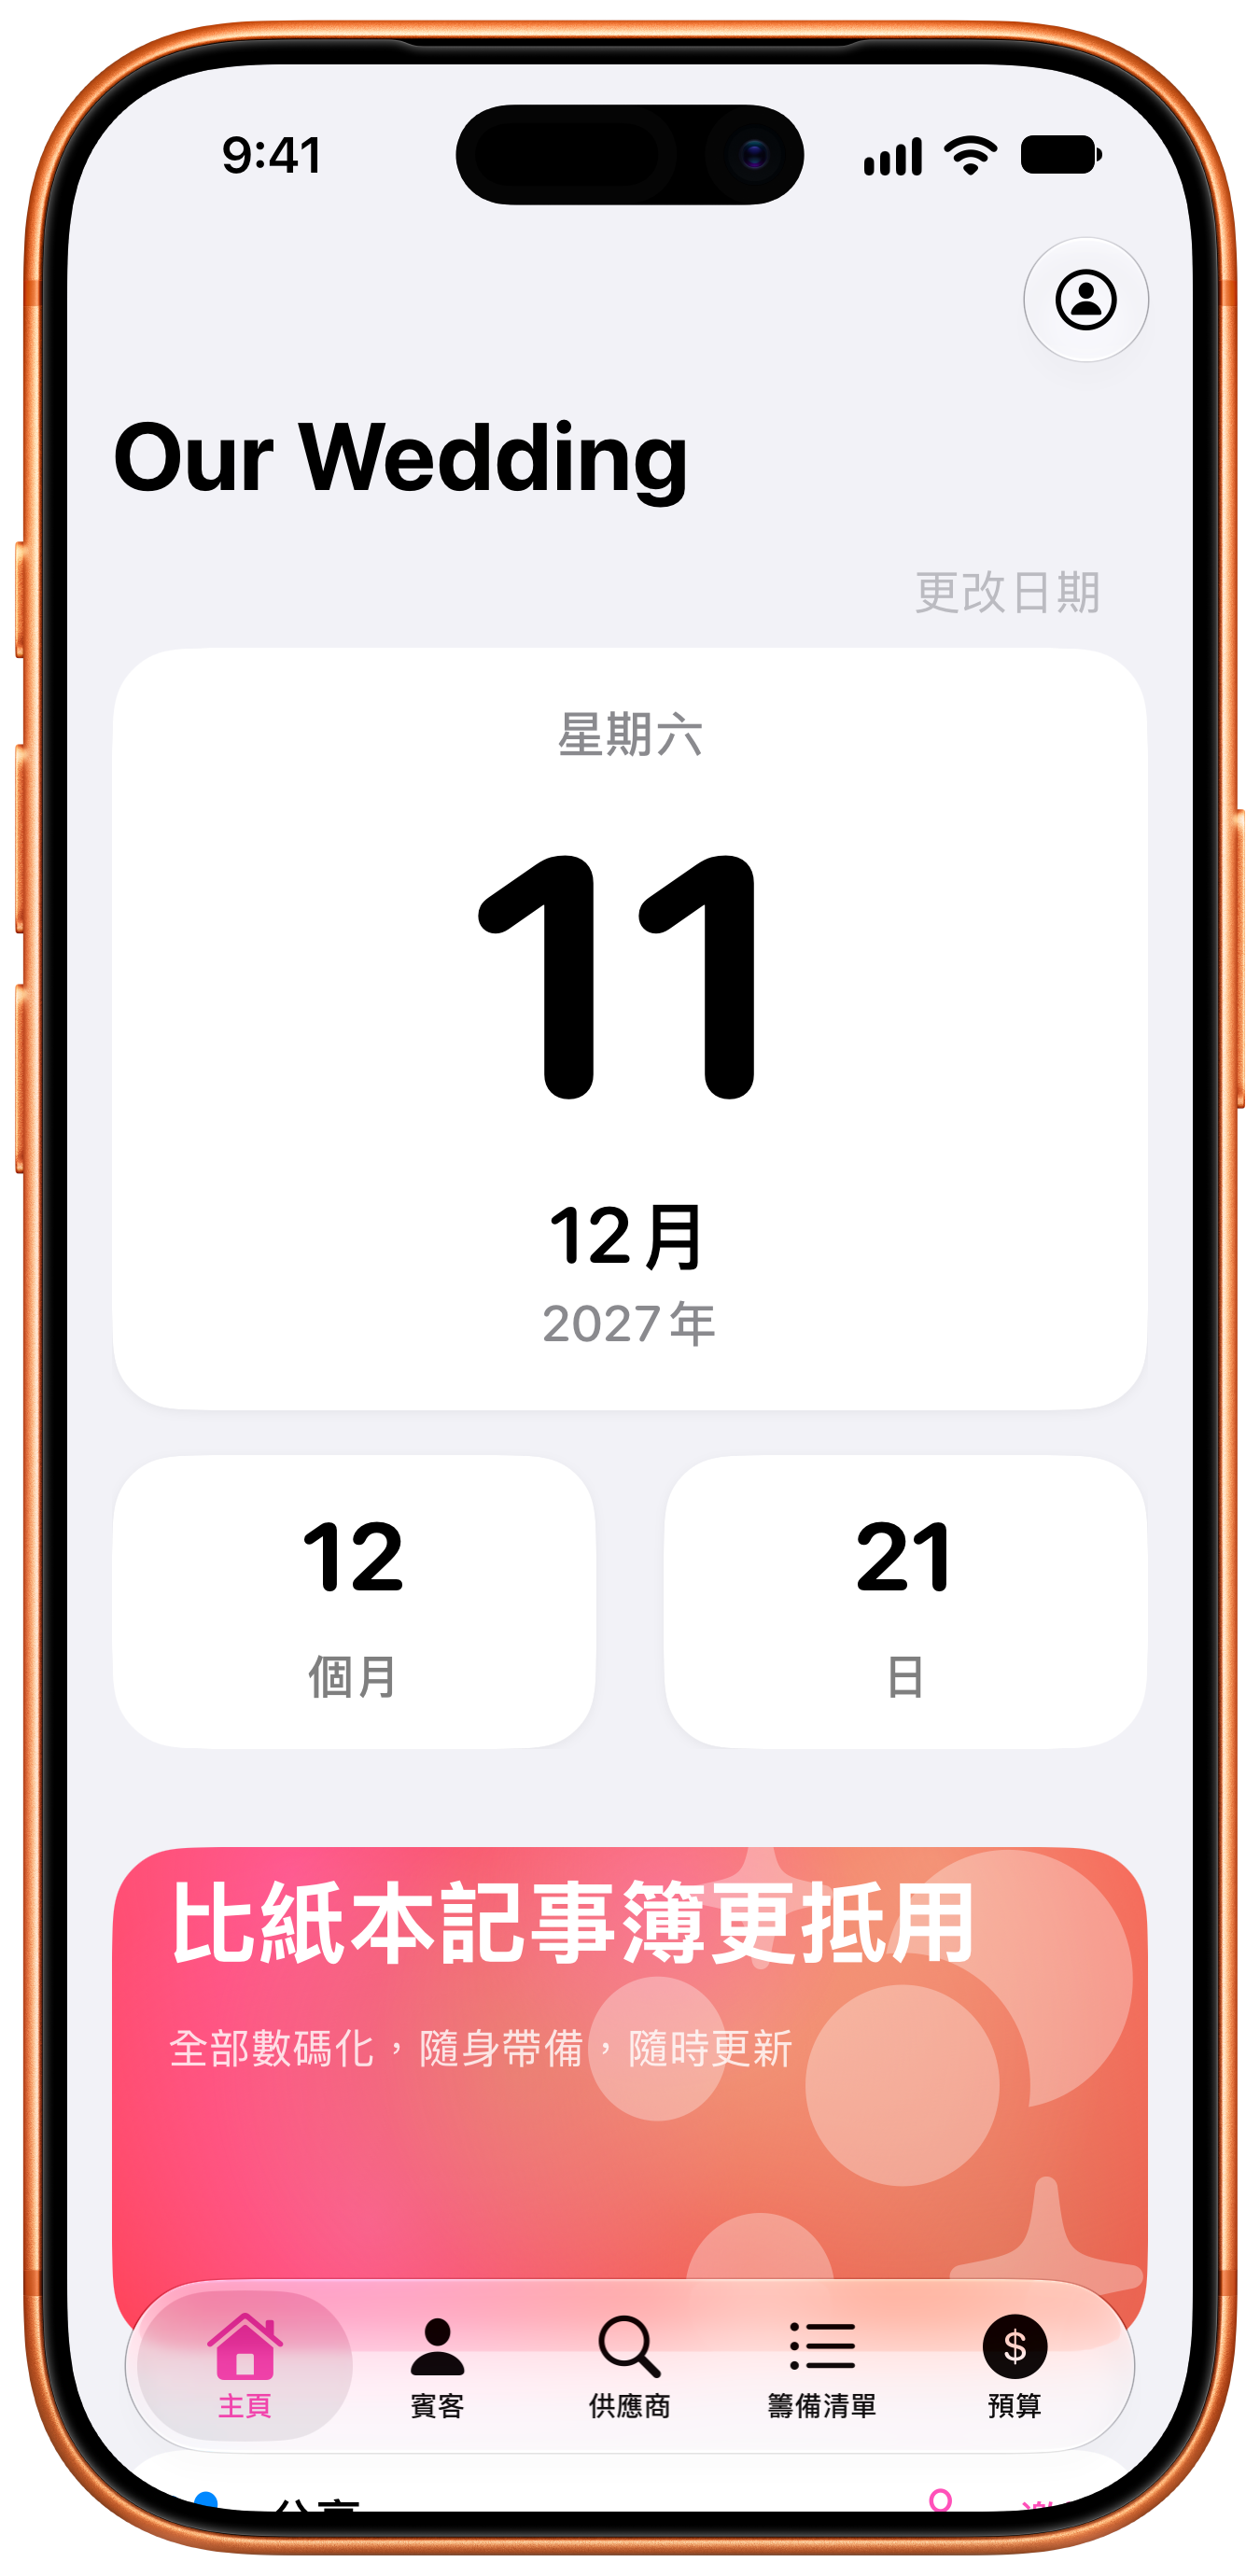 9:41
Our Wedding
更改日期
星期六
11
12月
2027年
12
個月
21
日
比紙本記事簿更抵用
全部數碼化，隨身帶備，隨時更新
主頁
賓客
供應商
籌備清單
預算
分享